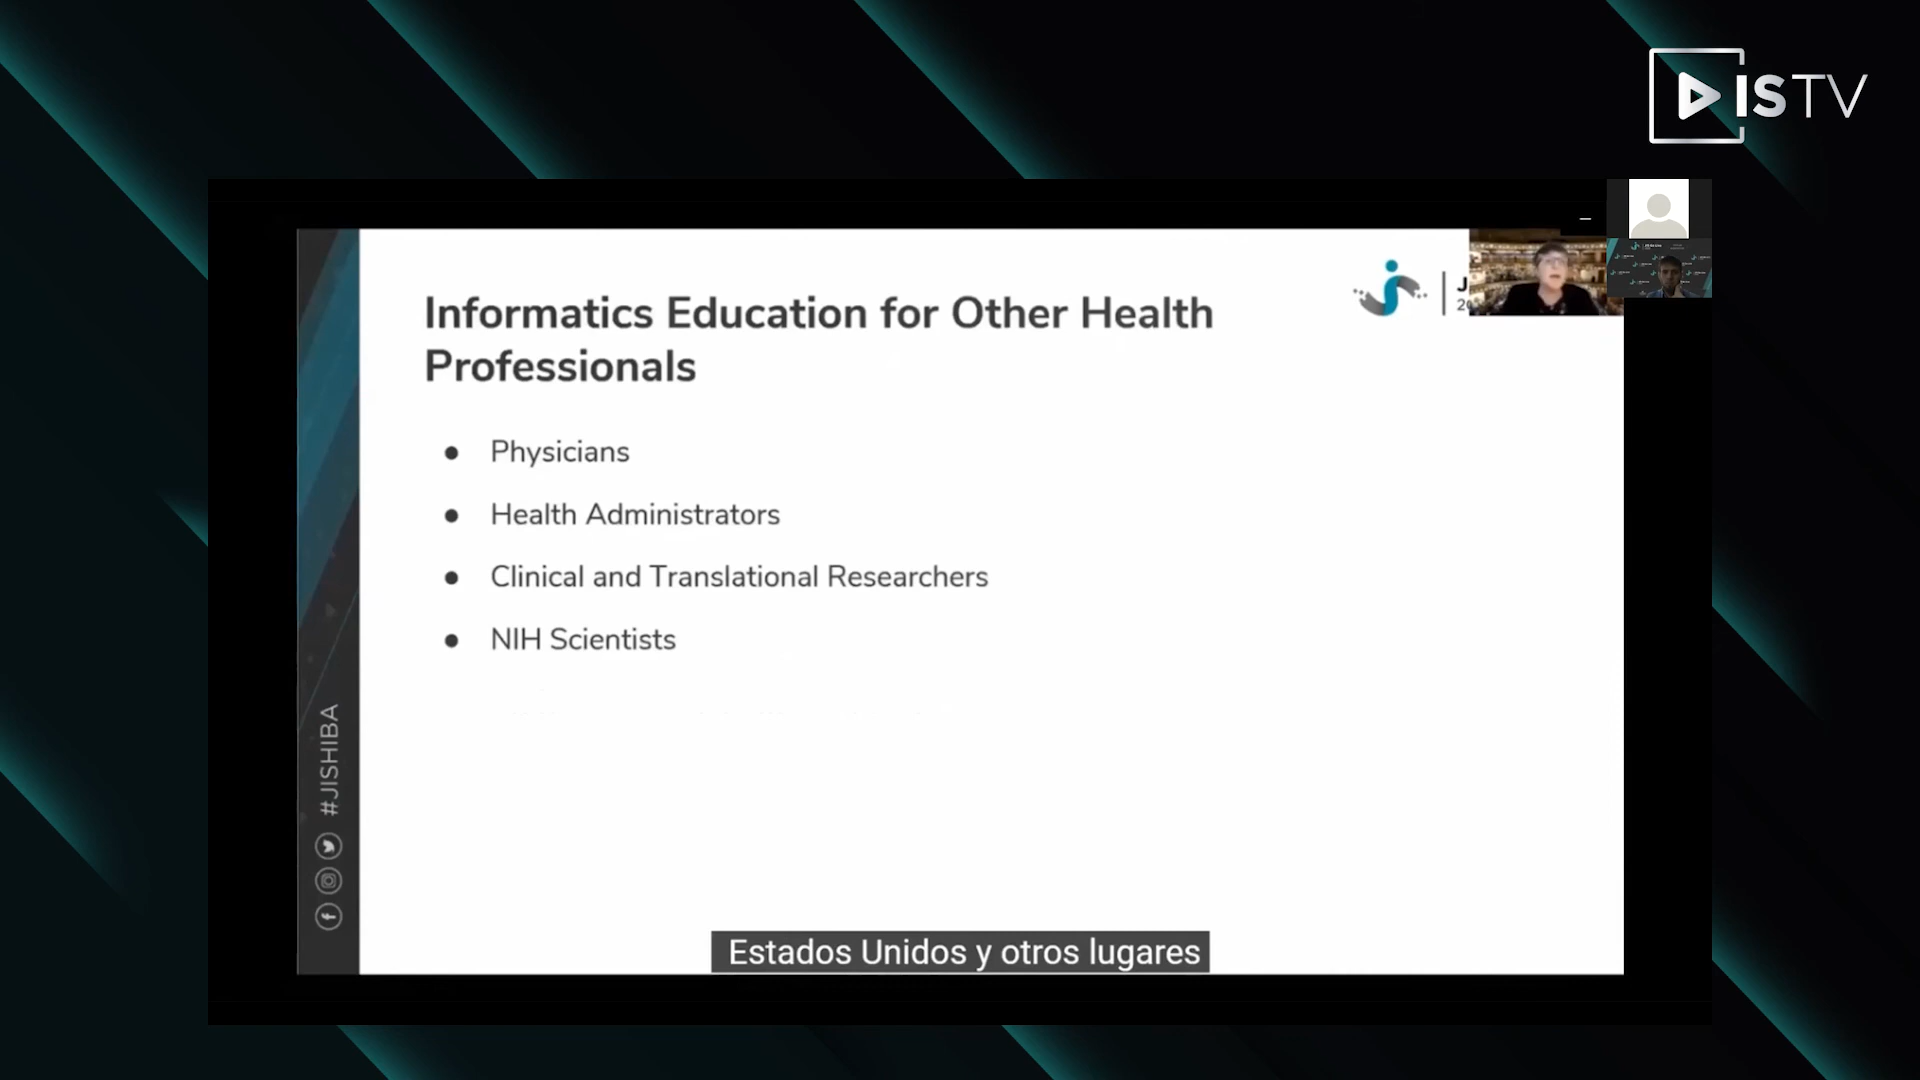 ISTV
Informatics Education for Other Health
Professionals
● Physicians
● Health Administrators
● Clinical and Translational Researchers
● NIH Scientists
#JISHIBA
Estados Unidos y otros lugares